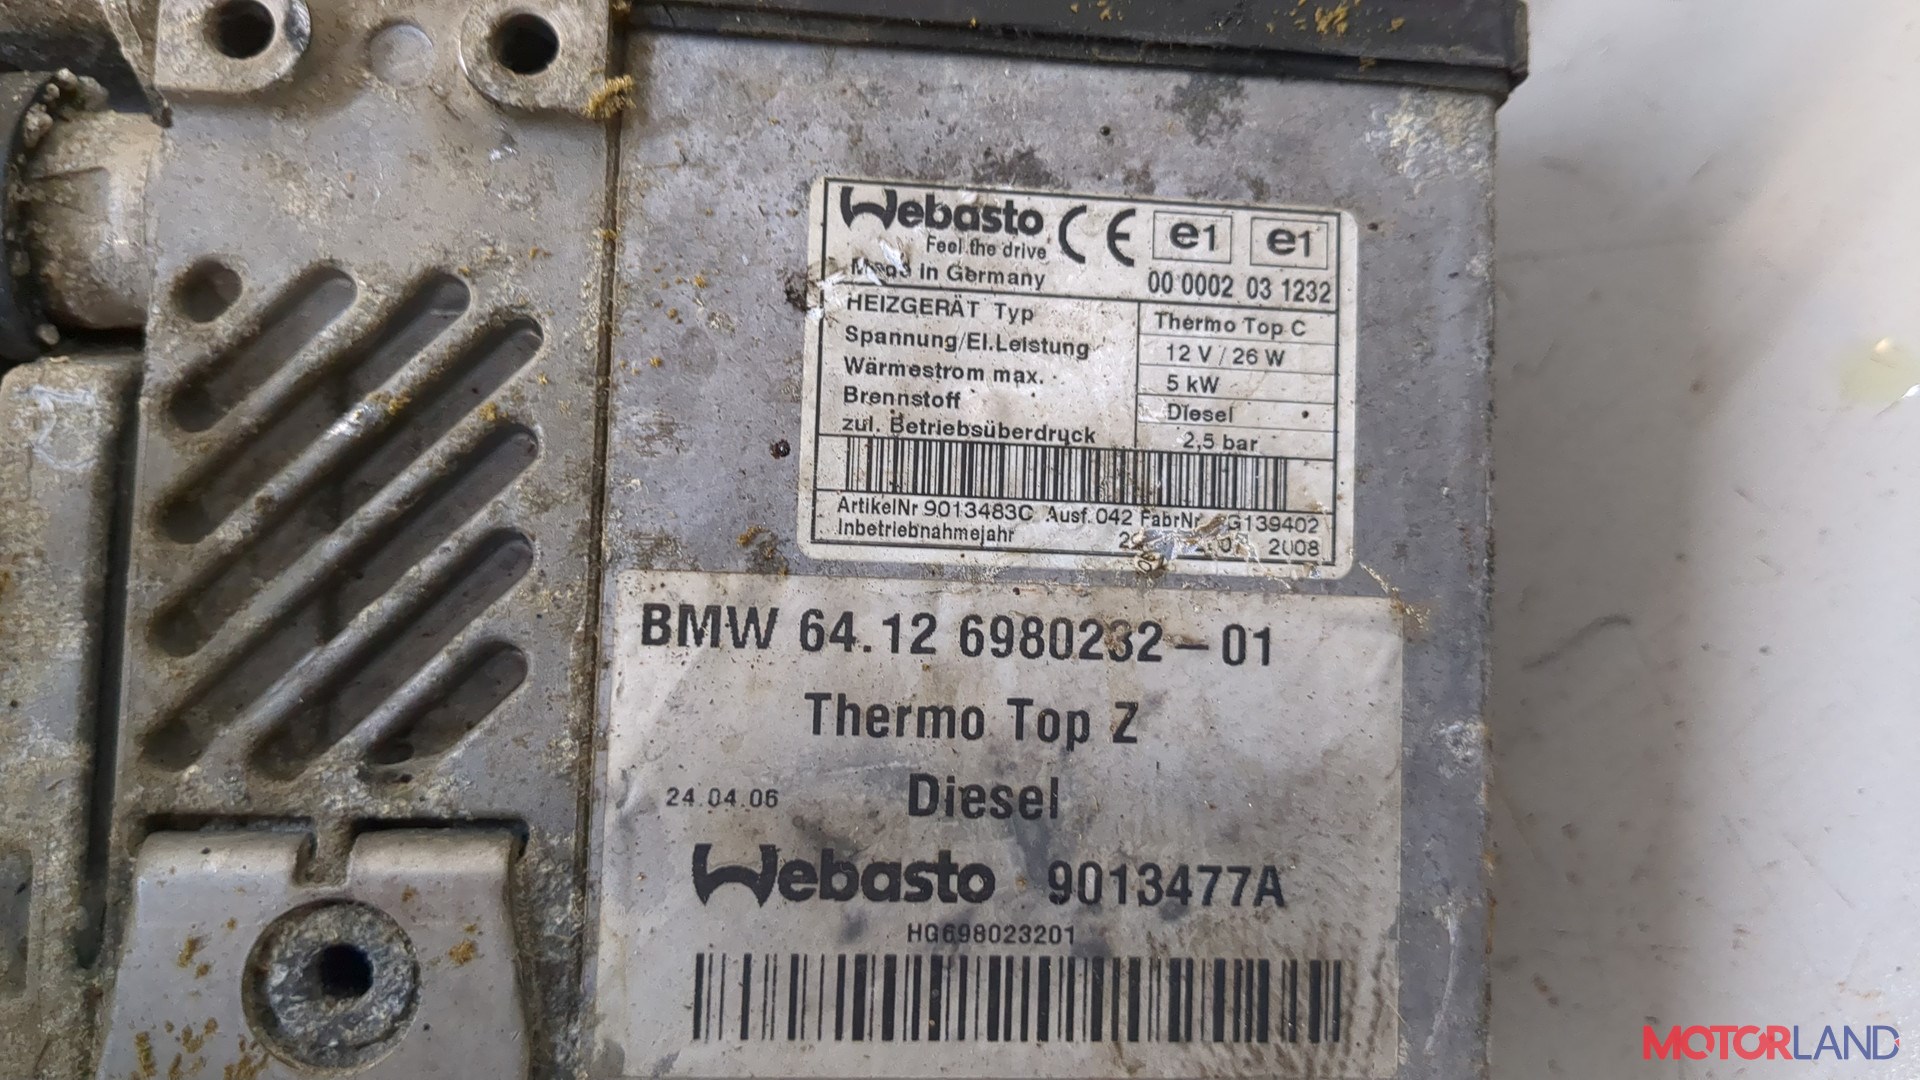 Webasto
Feel the drive
Made in Germany
CE e1 e1
00 0002 03 1232
HEIZGERÄT Typ Thermo Top C
Spannung/El.Leistung 12 V / 26 W
Wärmestrom max. 5 kW
Brennstoff Diesel
zul. Betriebsüberdruck 2,5 bar
ArtikelNr 9013483C Ausf. 042 FabrNr
Inbetriebnahmejahr 2008
BMW 64.12 6980232-01
Thermo Top Z
Diesel
24.04.06
Webasto 9013477A
HG698023201
MOTORLAND